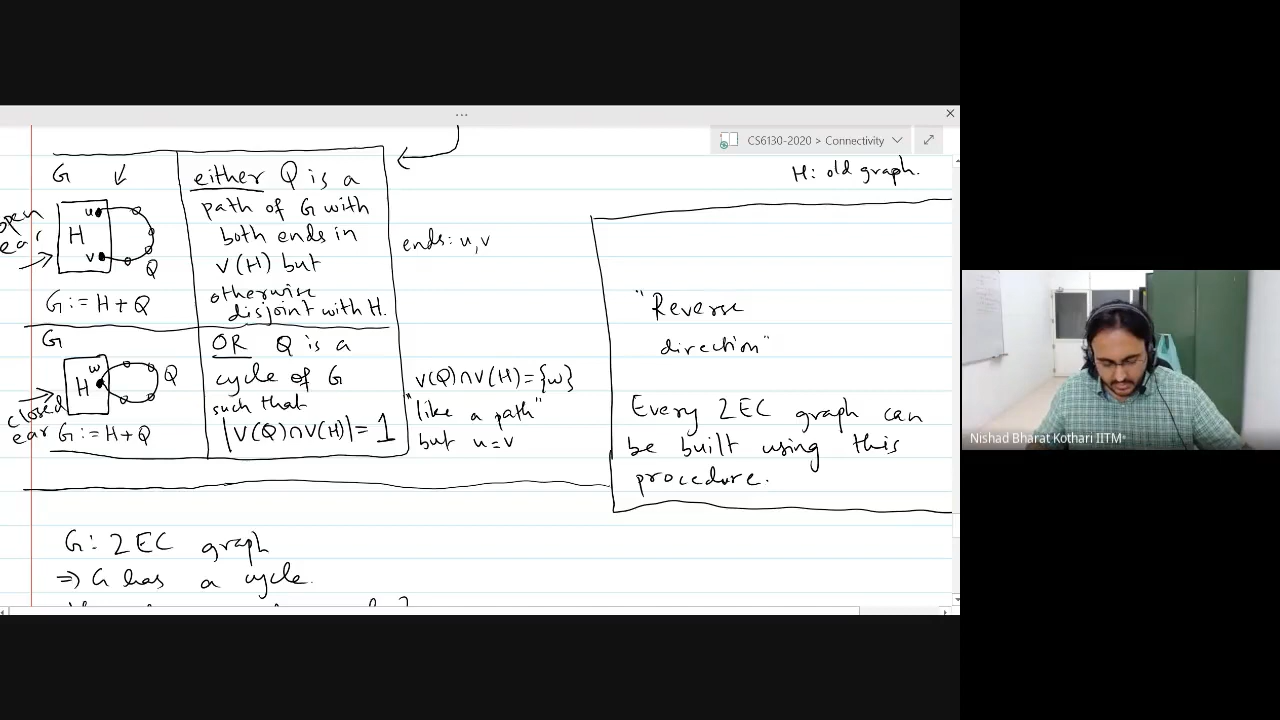 CS6130-2020 > Connectivity
H: old graph.
G
either Q is a
path of G with
both ends in
V(H) but
otherwise
disjoint with H.
open
ear
u
H
v
Q
G := H + Q
ends: u, v
G
OR Q is a
cycle of G
such that
|V(Q)∩V(H)| = 1
w
H
Q
closed
ear
G := H + Q
V(Q)∩V(H) = {w}
"like a path"
but u=v
"Reverse
direction"
Every 2EC graph can
be built using this
procedure.
G: 2EC graph
⇒ G has a cycle.
Nishad Bharat Kothari IITM